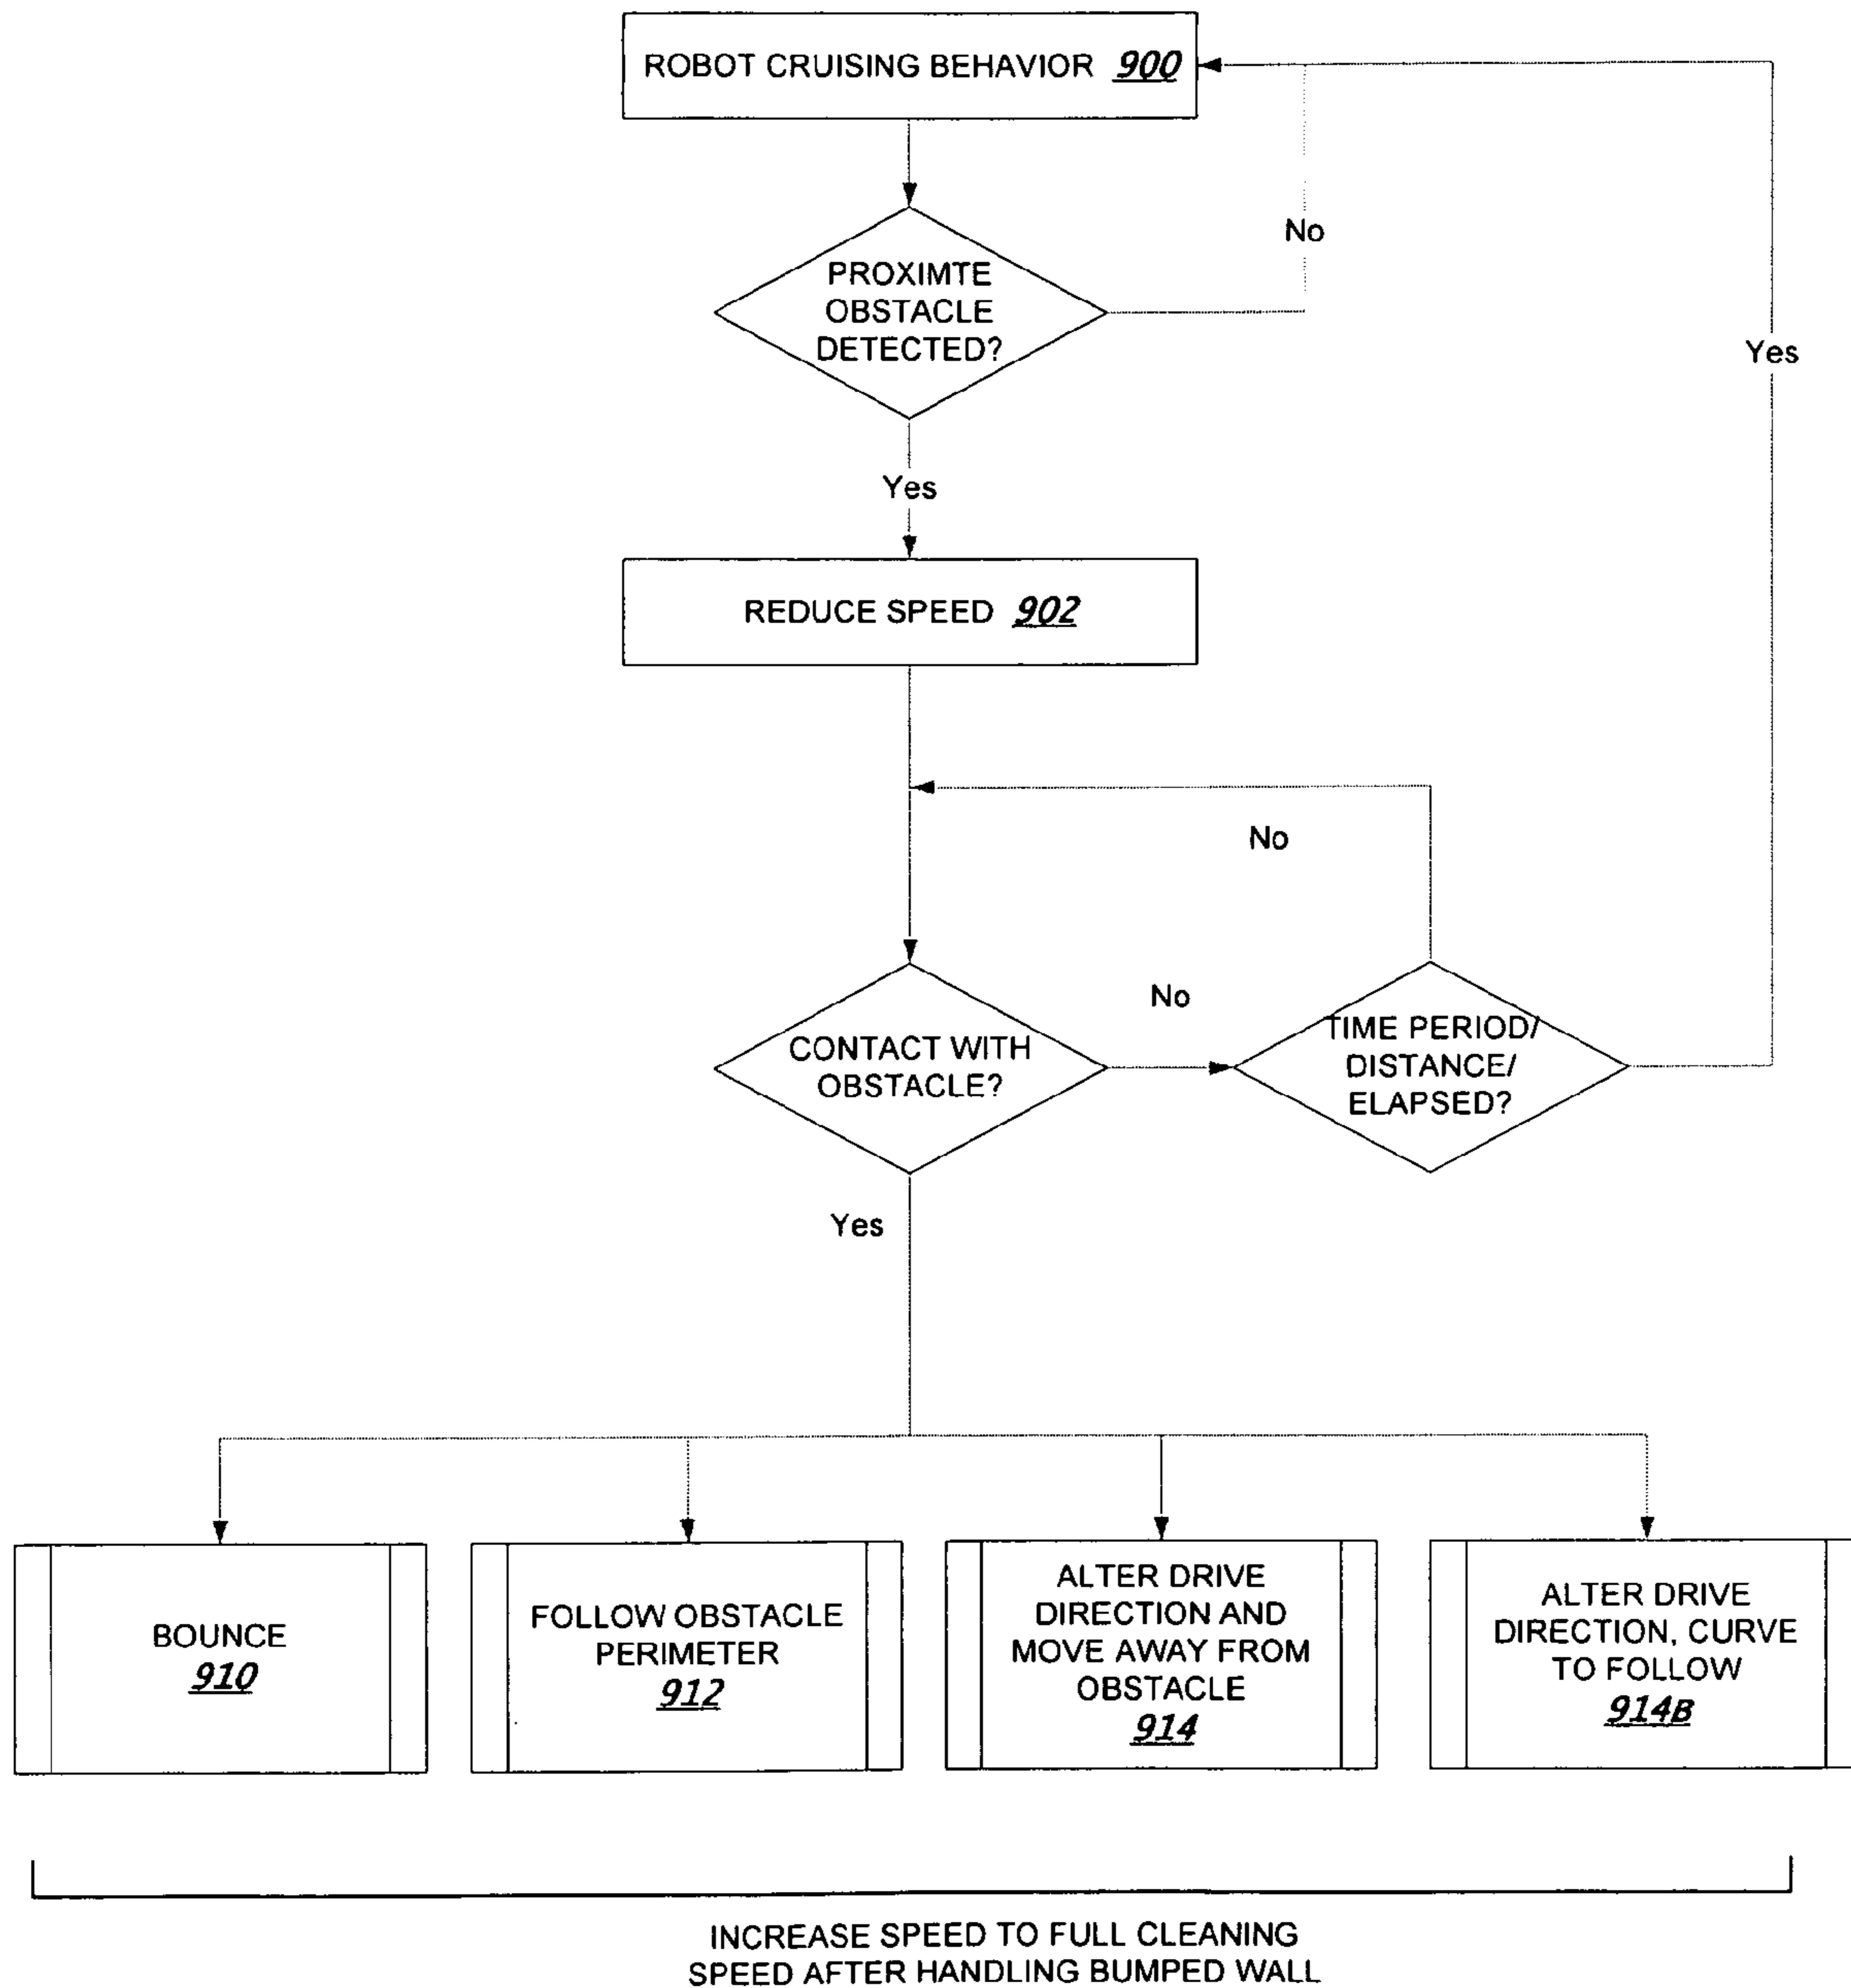 ROBOT CRUISING BEHAVIOR 900
No
PROXIMTE
OBSTACLE
DETECTED?
Yes
Yes
REDUCE SPEED 902
No
No
CONTACT WITH
OBSTACLE?
TIME PERIOD/
DISTANCE/
ELAPSED?
Yes
BOUNCE
910
FOLLOW OBSTACLE
PERIMETER
912
ALTER DRIVE
DIRECTION AND
MOVE AWAY FROM
OBSTACLE
914
ALTER DRIVE
DIRECTION, CURVE
TO FOLLOW
914B
INCREASE SPEED TO FULL CLEANING
SPEED AFTER HANDLING BUMPED WALL